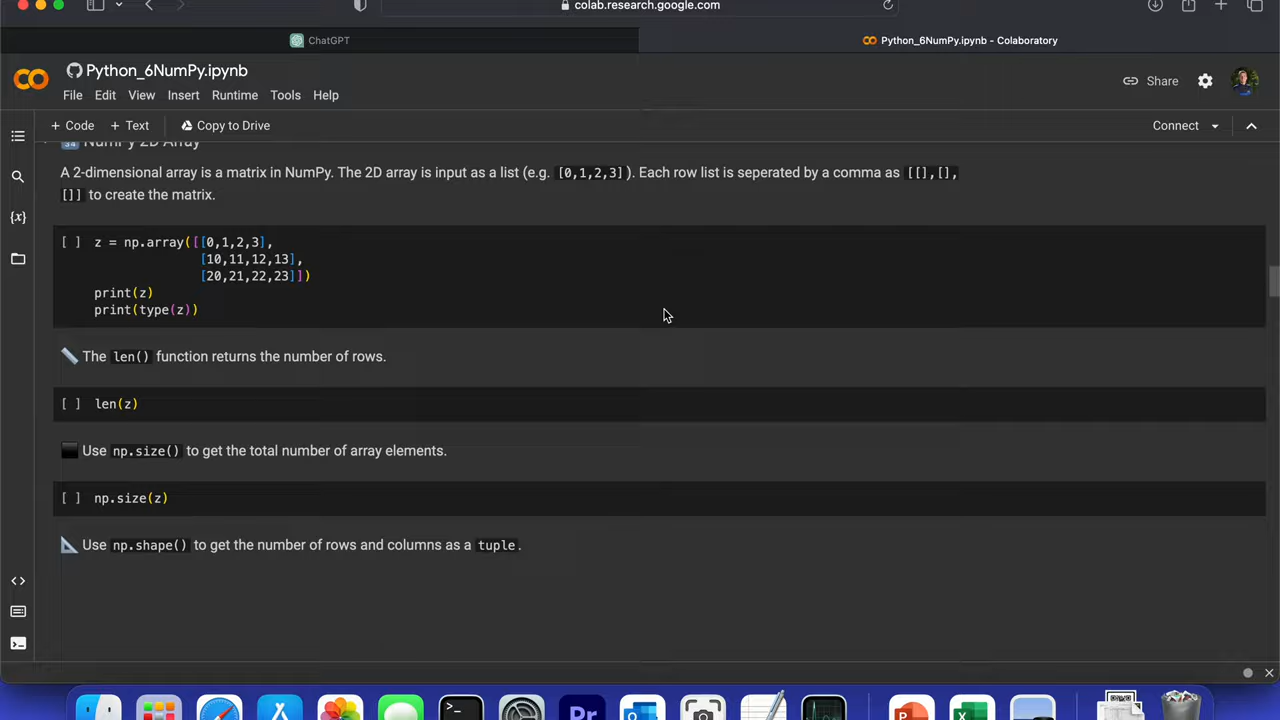 colab.research.google.com
ChatGPT
Python_6NumPy.ipynb - Colaboratory
Python_6NumPy.ipynb
Share
File Edit View Insert Runtime Tools Help
+ Code + Text Copy to Drive
Connect
NumPy 2D Array
A 2-dimensional array is a matrix in NumPy. The 2D array is input as a list (e.g. [0,1,2,3]). Each row list is seperated by a comma as [[],[],
[]] to create the matrix.
[ ] z = np.array([[0,1,2,3],
[10,11,12,13],
[20,21,22,23]])
print(z)
print(type(z))
The len() function returns the number of rows.
[ ] len(z)
Use np.size() to get the total number of array elements.
[ ] np.size(z)
Use np.shape() to get the number of rows and columns as a tuple.
{x}
<>
>_
Pr